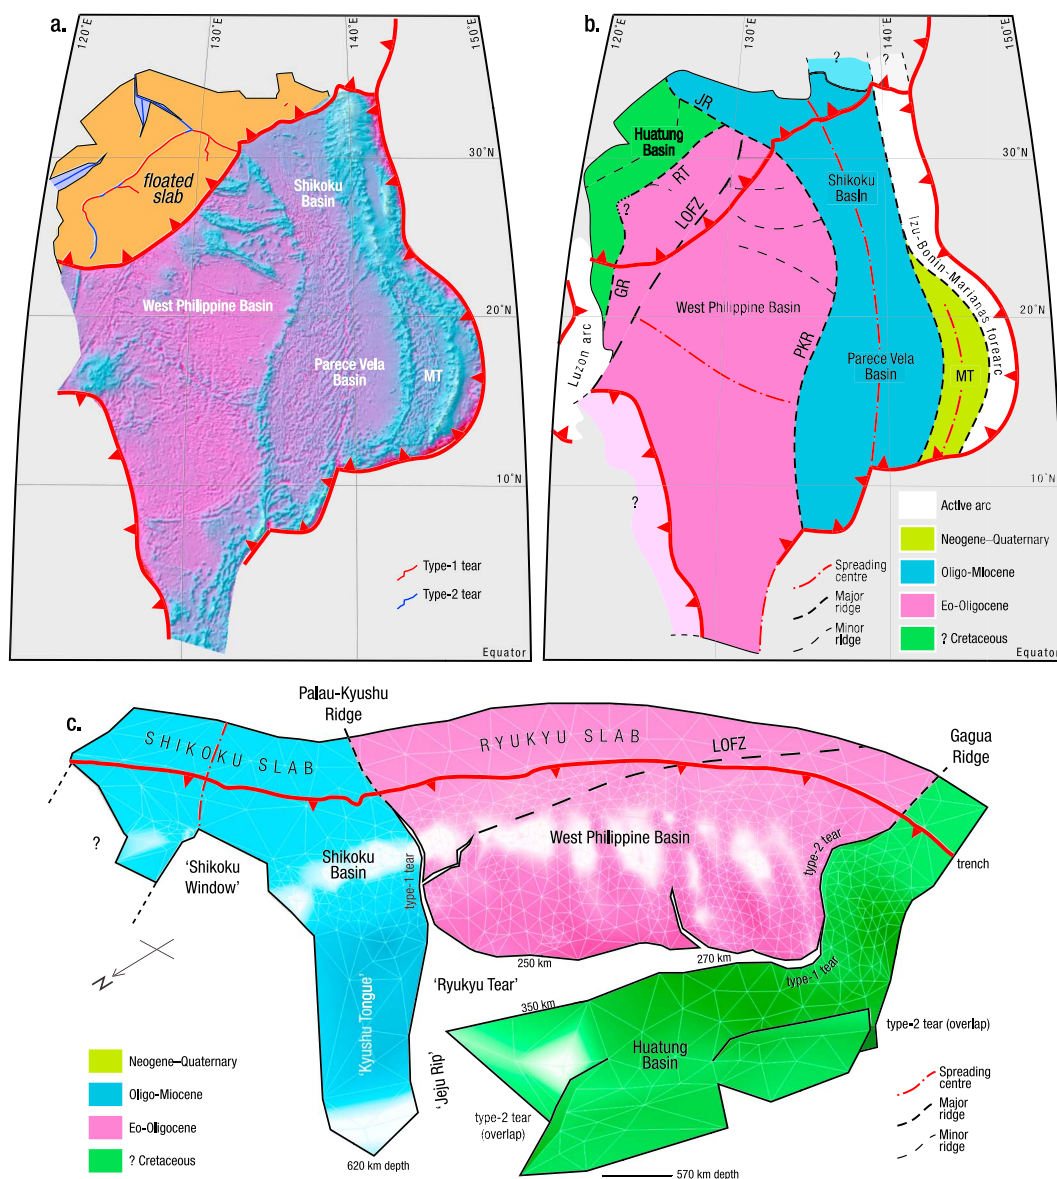 a.
120°E
130°E
140°E
150°E
30°N
floated
slab
Shikoku
Basin
West Philippine Basin
20°N
Parece Vela
Basin
MT
10°N
Type-1 tear
Type-2 tear
Equator
b.
120°E
130°E
140°E
150°E
?
?
JR
Huatung
Basin
30°N
RT
Shikoku
Basin
?
LOFZ
Izu-Bonin-Marianas forearc
GR
West Philippine Basin
20°N
PKR
Luzon arc
Parece Vela
Basin
MT
10°N
?
Active arc
Neogene–Quaternary
Oligo-Miocene
Eo-Oligocene
? Cretaceous
Spreading
centre
Major
ridge
Minor
ridge
Equator
c.
Palau-Kyushu
Ridge
SHIKOKU SLAB
RYUKYU SLAB
LOFZ
Gagua
Ridge
?
'Shikoku
Window'
Shikoku
Basin
type-1 tear
West Philippine Basin
type-2 tear
trench
N
250 km
270 km
type-1 tear
'Ryukyu Tear'
350 km
'Kyushu Tongue'
'Jeju Rip'
Huatung
Basin
type-2 tear (overlap)
type-2 tear
(overlap)
620 km depth
570 km depth
Neogene–Quaternary
Oligo-Miocene
Eo-Oligocene
? Cretaceous
Spreading
centre
Major
ridge
Minor
ridge